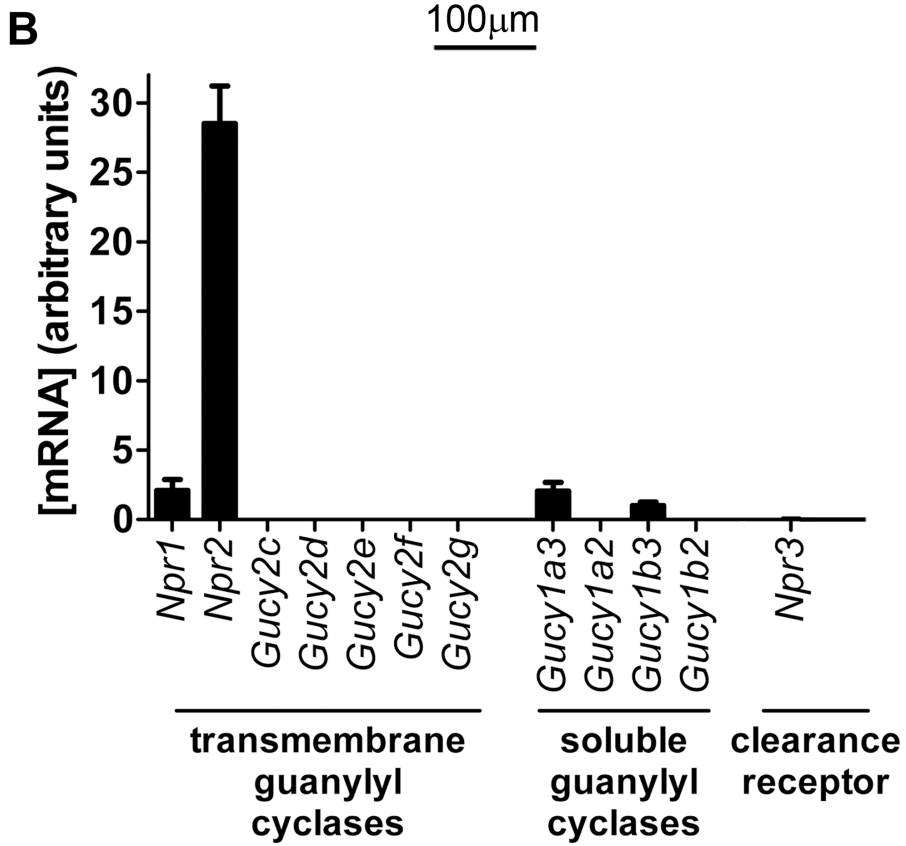 B
100μm
[mRNA] (arbitrary units)
30
25
20
15
10
5
0
Npr1
Npr2
Gucy2c
Gucy2d
Gucy2e
Gucy2f
Gucy2g
Gucy1a3
Gucy1a2
Gucy1b3
Gucy1b2
Npr3
transmembrane
guanylyl
cyclases
soluble
guanylyl
cyclases
clearance
receptor